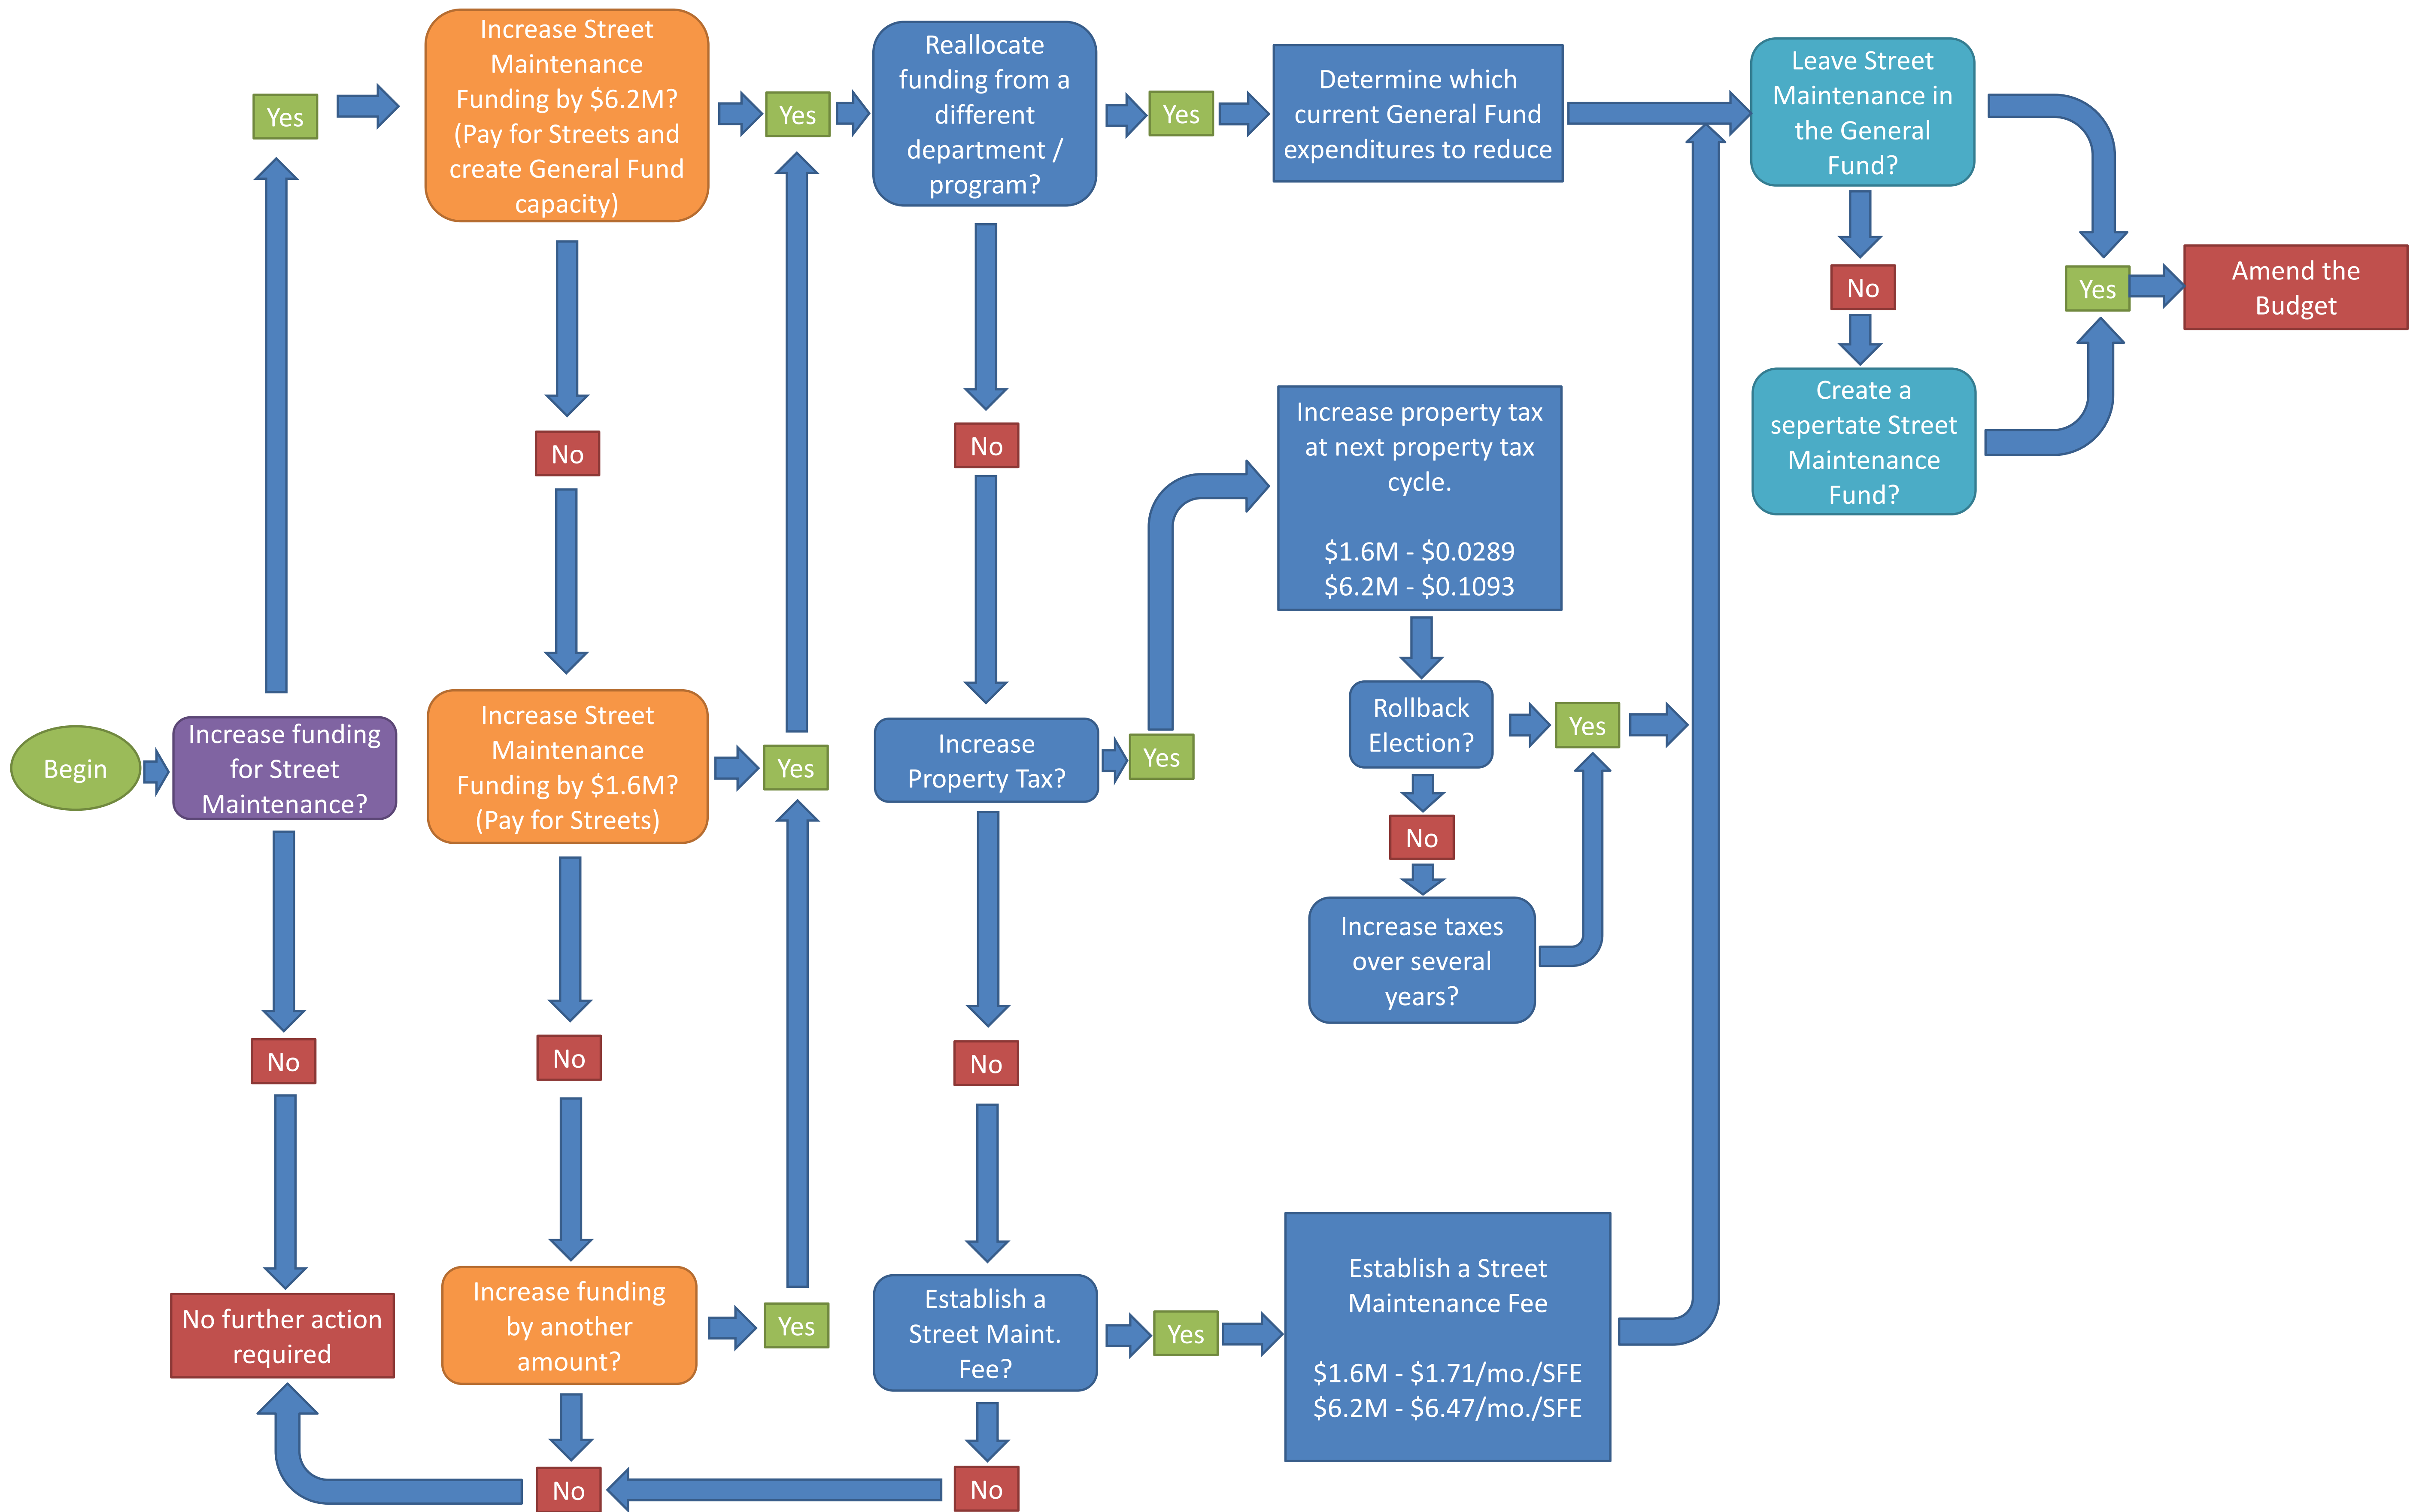 Begin
Increase funding
for Street
Maintenance?
Yes
No
No further action
required
Increase Street
Maintenance
Funding by $6.2M?
(Pay for Streets and
create General Fund
capacity)
Yes
No
Increase Street
Maintenance
Funding by $1.6M?
(Pay for Streets)
Yes
No
Increase funding
by another
amount?
Yes
No
Reallocate
funding from a
different
department /
program?
Yes
Determine which
current General Fund
expenditures to reduce
No
Increase
Property Tax?
Yes
Increase property tax
at next property tax
cycle.
$1.6M - $0.0289
$6.2M - $0.1093
Rollback
Election?
Yes
No
Increase taxes
over several
years?
No
Establish a
Street Maint.
Fee?
Yes
Establish a Street
Maintenance Fee
$1.6M - $1.71/mo./SFE
$6.2M - $6.47/mo./SFE
No
Leave Street
Maintenance in
the General
Fund?
No
Create a
sepertate Street
Maintenance
Fund?
Yes
Amend the
Budget